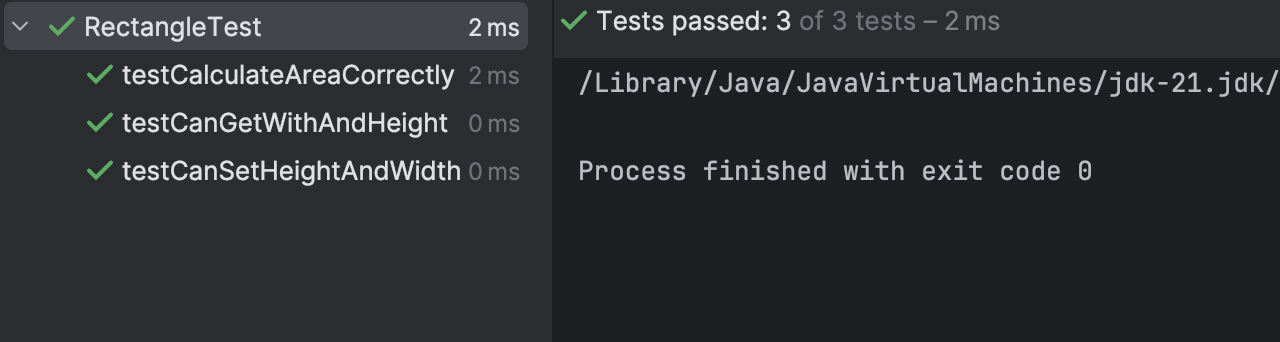 RectangleTest 2 ms
testCalculateAreaCorrectly 2 ms
testCanGetWithAndHeight 0 ms
testCanSetHeightAndWidth 0 ms
Tests passed: 3 of 3 tests – 2 ms
/Library/Java/JavaVirtualMachines/jdk-21.jdk/
Process finished with exit code 0